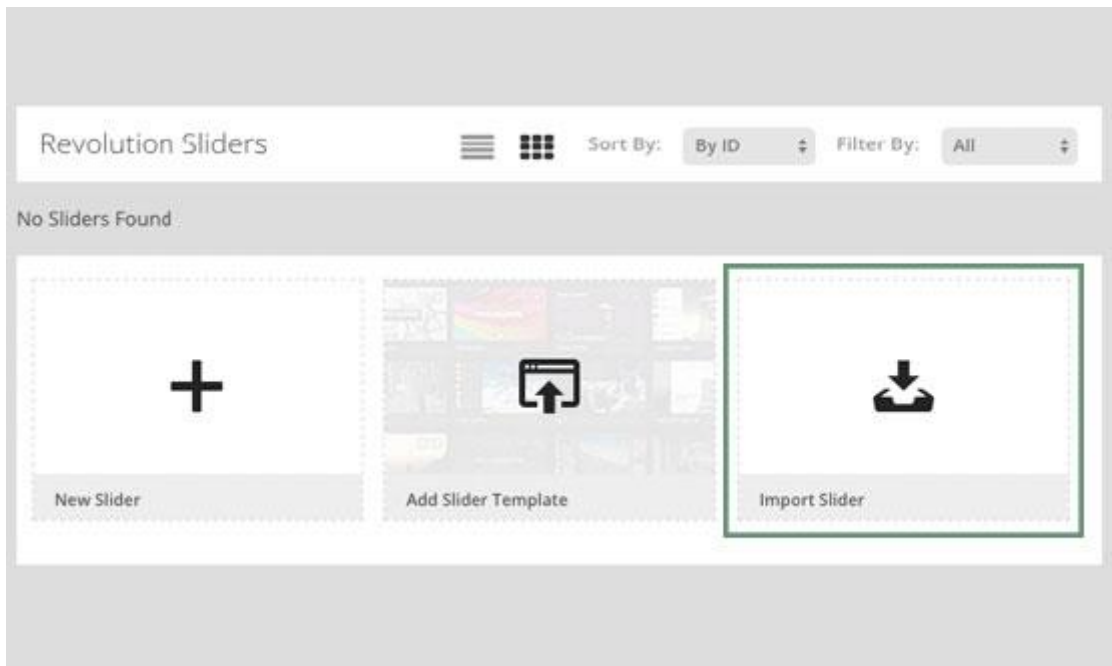 Revolution Sliders
Sort By:
By ID
Filter By:
All
No Sliders Found
New Slider
Add Slider Template
Import Slider